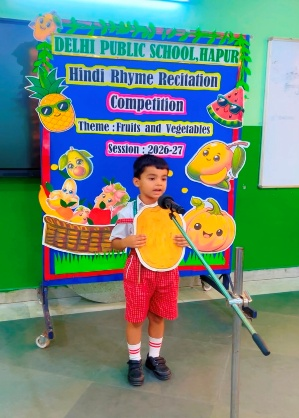 DELHI PUBLIC SCHOOL, HAPUR
Hindi Rhyme Recitation
Competition
Theme : Fruits and Vegetables
Session : 2026-27